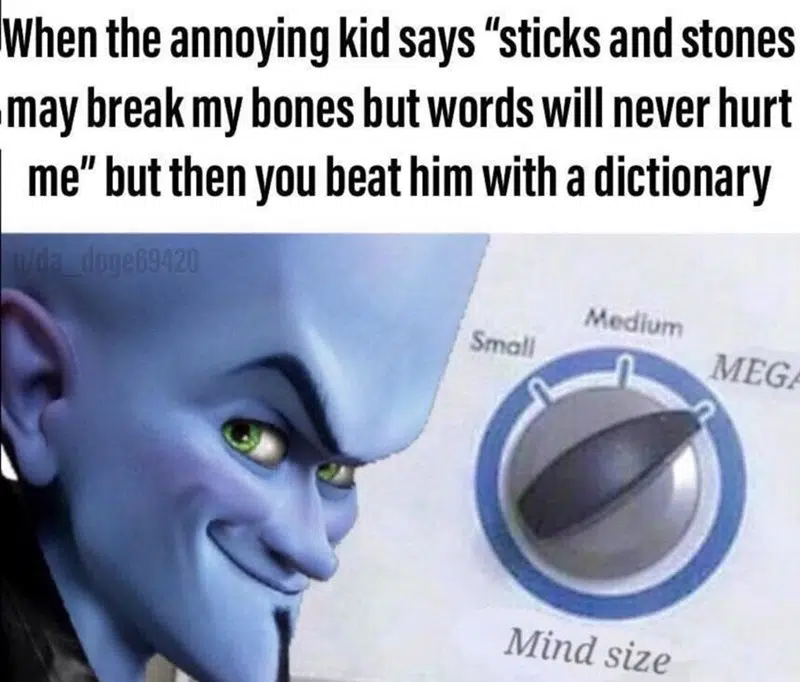 When the annoying kid says “sticks and stones
may break my bones but words will never hurt
me” but then you beat him with a dictionary
u/da_doge69420
Small
Medium
MEGA
Mind size